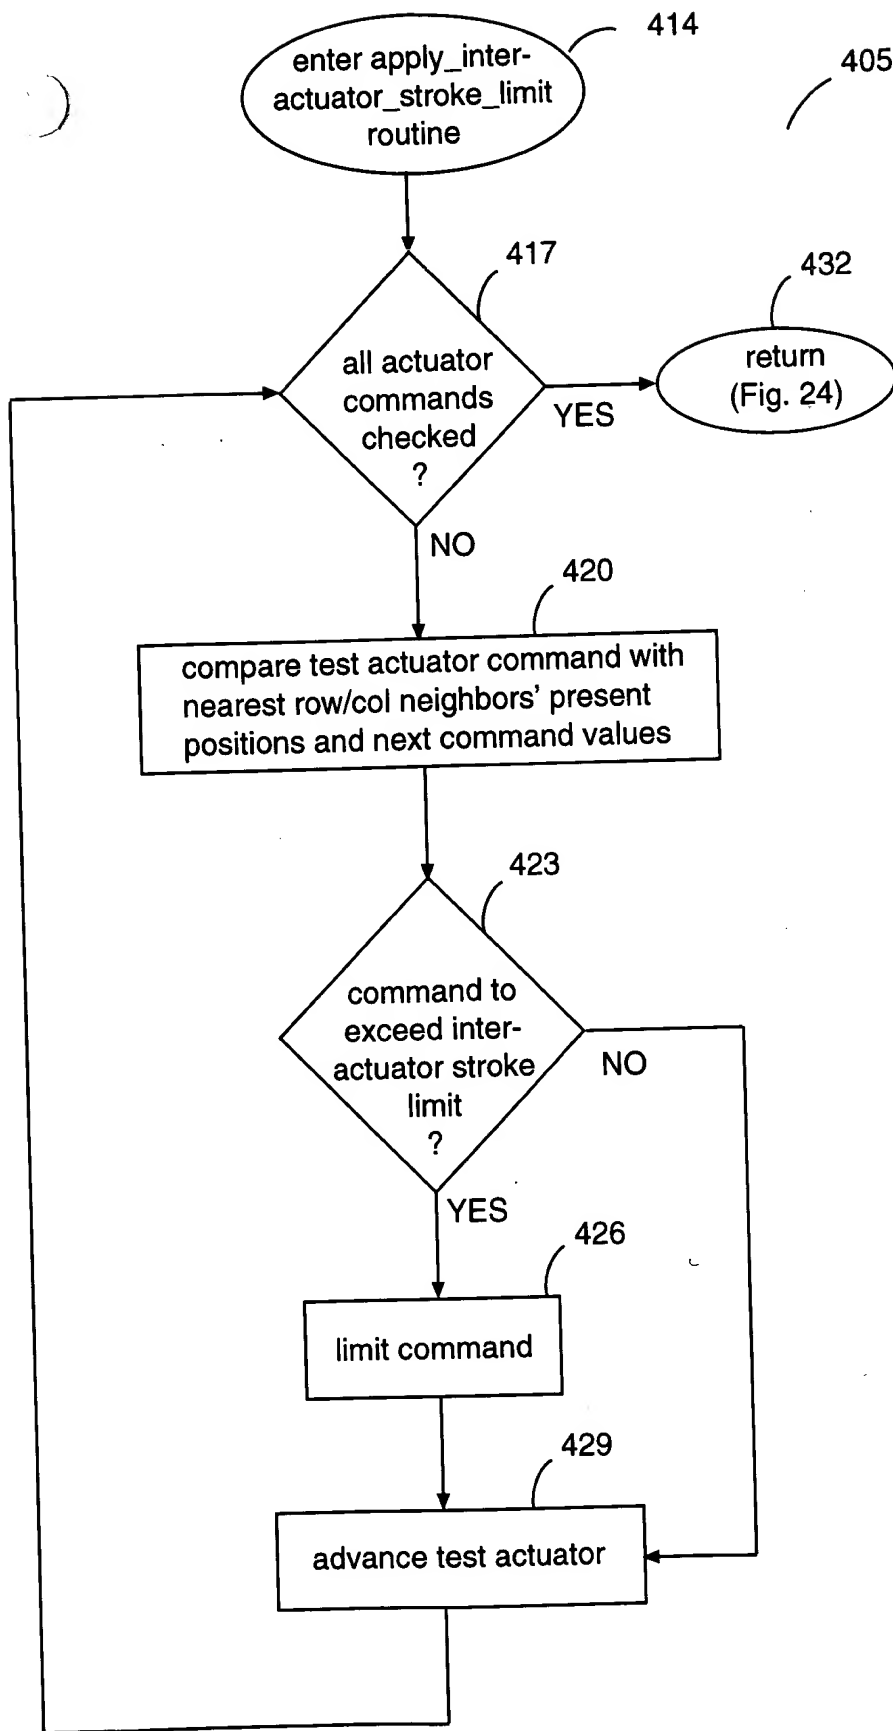 414
enter apply_inter-
actuator_stroke_limit
routine
405
417
432
all actuator
commands
checked
?
YES
return
(Fig. 24)
NO
420
compare test actuator command with
nearest row/col neighbors' present
positions and next command values
423
command to
exceed inter-
actuator stroke
limit
?
NO
YES
426
limit command
429
advance test actuator